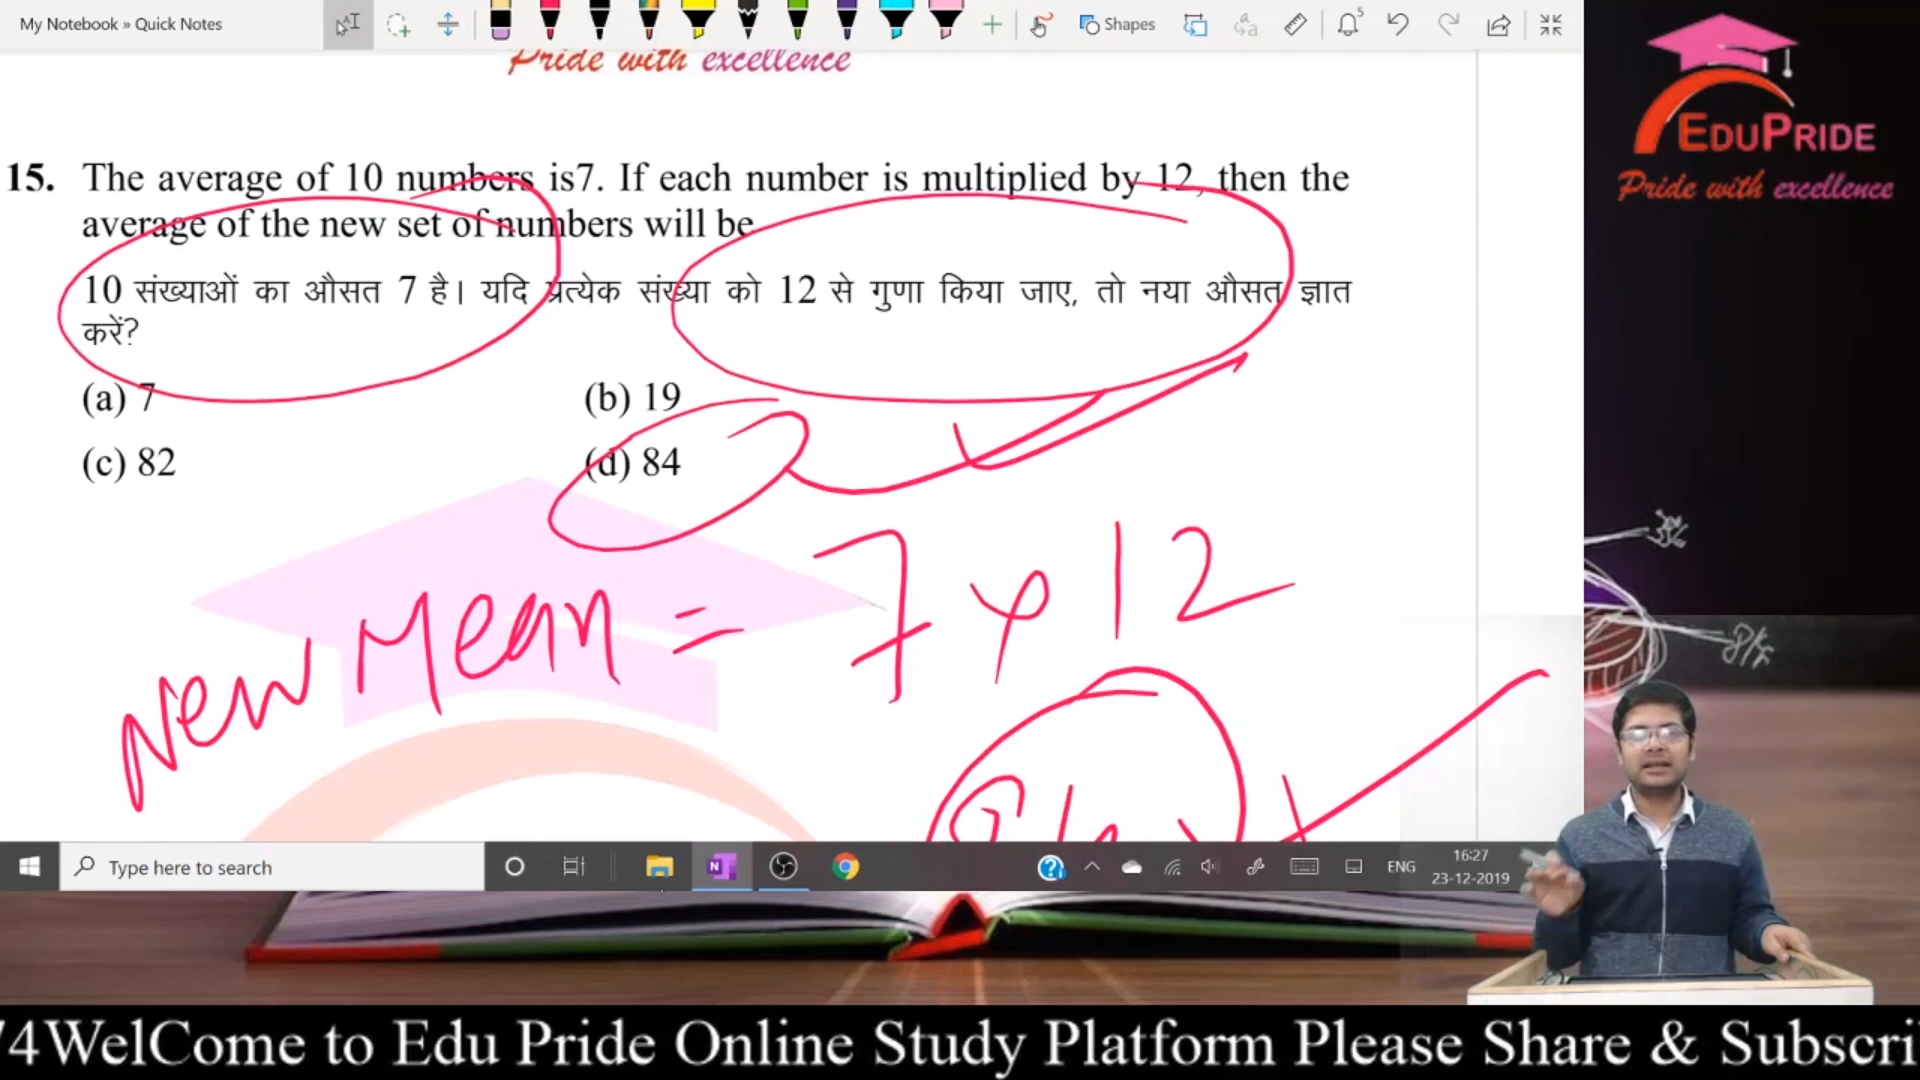 My Notebook » Quick Notes
Shapes
5
Pride with excellence
EDUPRIDE
Pride with excellence
15. The average of 10 numbers is7. If each number is multiplied by 12, then the
average of the new set of numbers will be
10 संख्याओं का औसत 7 है। यदि प्रत्येक संख्या को 12 से गुणा किया जाए, तो नया औसत ज्ञात
करें?
(a) 7 (b) 19
(c) 82 (d) 84
New Mean = 7 x 12
84
Type here to search
ENG
16:27
23-12-2019
74WelCome to Edu Pride Online Study Platform Please Share & Subscri